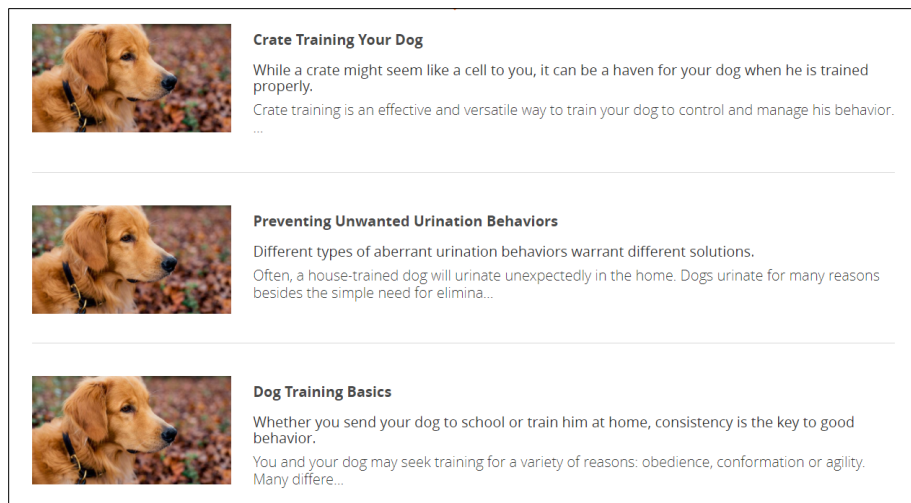 Crate Training Your Dog
While a crate might seem like a cell to you, it can be a haven for your dog when he is trained
properly.
Crate training is an effective and versatile way to train your dog to control and manage his behavior.
...
Preventing Unwanted Urination Behaviors
Different types of aberrant urination behaviors warrant different solutions.
Often, a house-trained dog will urinate unexpectedly in the home. Dogs urinate for many reasons
besides the simple need for elimina...
Dog Training Basics
Whether you send your dog to school or train him at home, consistency is the key to good
behavior.
You and your dog may seek training for a variety of reasons: obedience, conformation or agility.
Many differe...